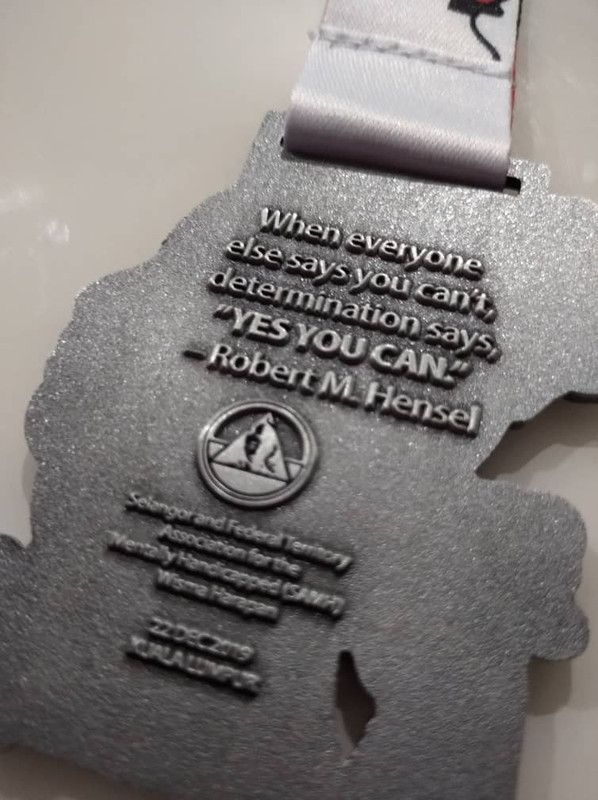 When everyone
else says you can't,
determination says,
"YES YOU CAN."
– Robert M. Hensel
Selangor and Federal Territory
Association for the
Mentally Handicapped (SAMH)
Wisma Harapan
22 DEC 2019
KUALA LUMPUR